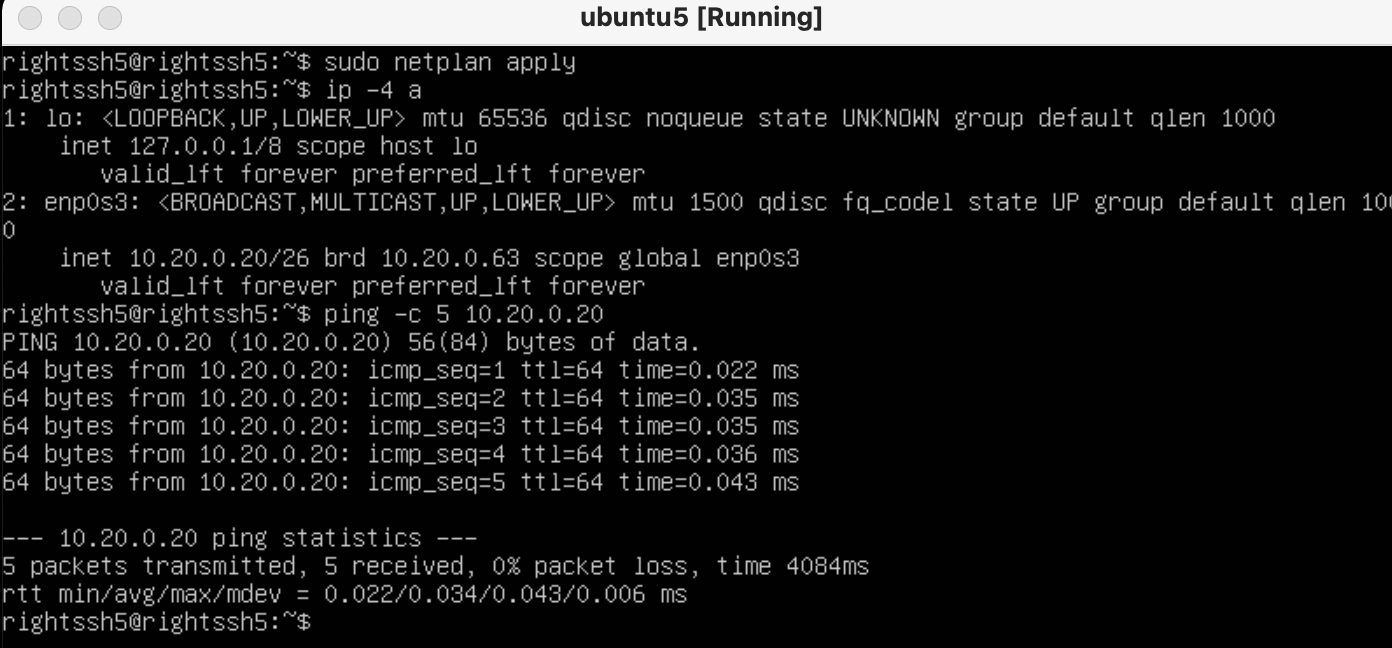 ubuntu5 [Running]
rightssh5@rightssh5:~$ sudo netplan apply
rightssh5@rightssh5:~$ ip -4 a
1: lo: <LOOPBACK,UP,LOWER_UP> mtu 65536 qdisc noqueue state UNKNOWN group default qlen 1000
    inet 127.0.0.1/8 scope host lo
       valid_lft forever preferred_lft forever
2: enp0s3: <BROADCAST,MULTICAST,UP,LOWER_UP> mtu 1500 qdisc fq_codel state UP group default qlen 100
0
    inet 10.20.0.20/26 brd 10.20.0.63 scope global enp0s3
       valid_lft forever preferred_lft forever
rightssh5@rightssh5:~$ ping -c 5 10.20.0.20
PING 10.20.0.20 (10.20.0.20) 56(84) bytes of data.
64 bytes from 10.20.0.20: icmp_seq=1 ttl=64 time=0.022 ms
64 bytes from 10.20.0.20: icmp_seq=2 ttl=64 time=0.035 ms
64 bytes from 10.20.0.20: icmp_seq=3 ttl=64 time=0.035 ms
64 bytes from 10.20.0.20: icmp_seq=4 ttl=64 time=0.036 ms
64 bytes from 10.20.0.20: icmp_seq=5 ttl=64 time=0.043 ms

--- 10.20.0.20 ping statistics ---
5 packets transmitted, 5 received, 0% packet loss, time 4084ms
rtt min/avg/max/mdev = 0.022/0.034/0.043/0.006 ms
rightssh5@rightssh5:~$